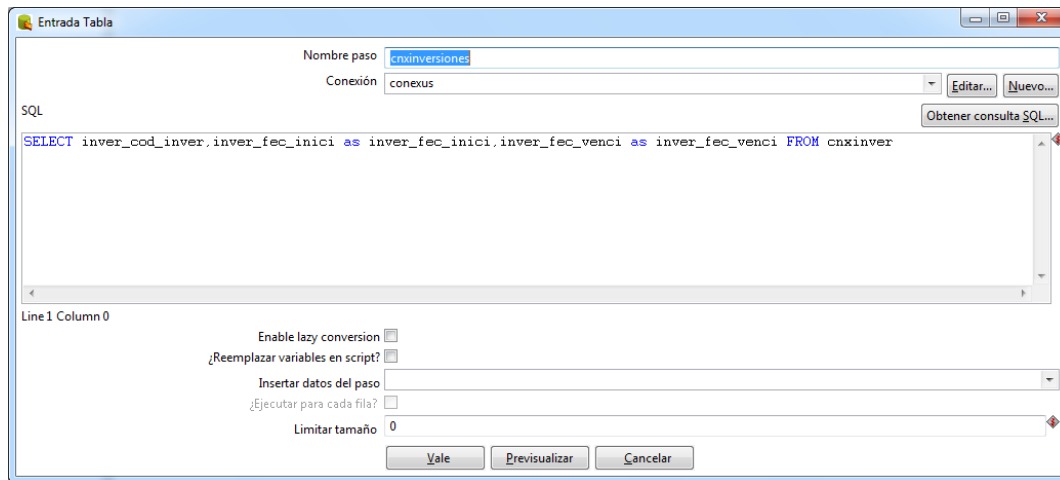 Entrada Tabla
Nombre paso cnxinversiones
Conexión conexus Editar... Nuevo...
SQL Obtener consulta SQL...
SELECT inver_cod_inver,inver_fec_inici as inver_fec_inici,inver_fec_venci as inver_fec_venci FROM cnxinver
Line 1 Column 0
Enable lazy conversion
¿Reemplazar variables en script?
Insertar datos del paso
¿Ejecutar para cada fila?
Limitar tamaño 0
Vale Previsualizar Cancelar